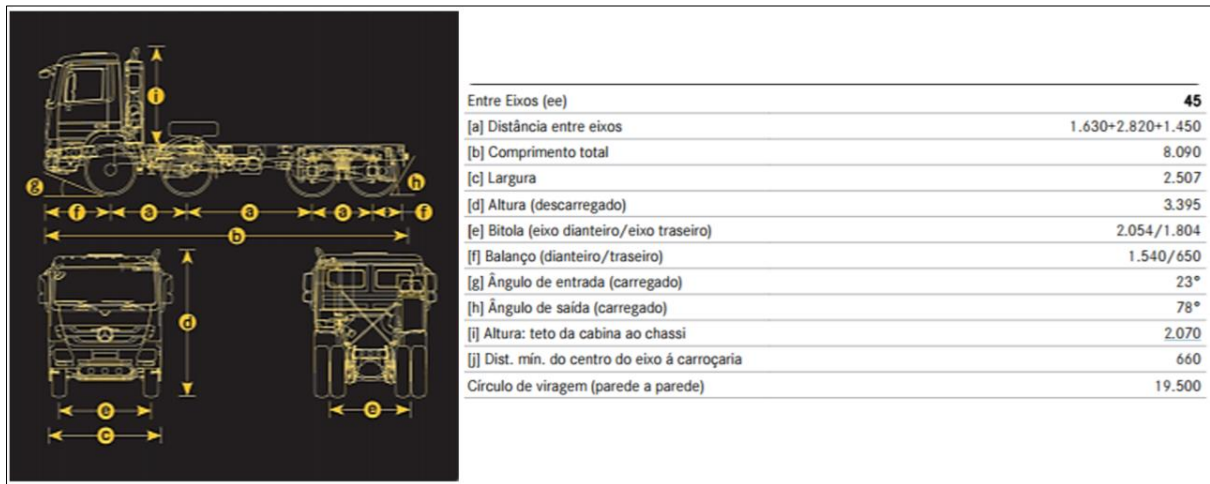 i
g
h
f
a
a
a
f
b
d
e
c
e
Entre Eixos (ee) 45
[a] Distância entre eixos 1.630+2.820+1.450
[b] Comprimento total 8.090
[c] Largura 2.507
[d] Altura (descarregado) 3.395
[e] Bitola (eixo dianteiro/eixo traseiro) 2.054/1.804
[f] Balanço (dianteiro/traseiro) 1.540/650
[g] Ângulo de entrada (carregado) 23°
[h] Ângulo de saída (carregado) 78°
[i] Altura: teto da cabina ao chassi 2.070
[j] Dist. mín. do centro do eixo á carroçaria 660
Círculo de viragem (parede a parede) 19.500